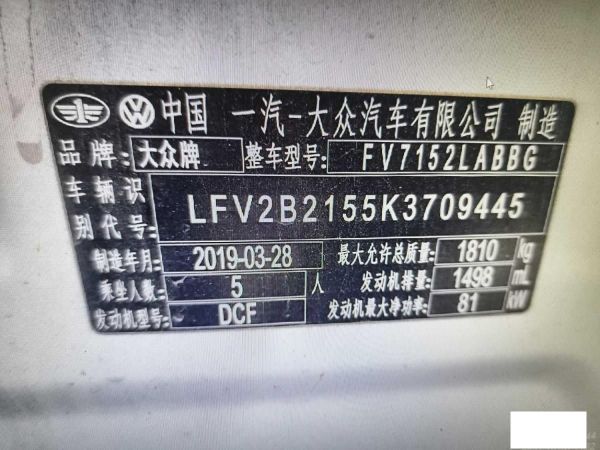 中国 一汽-大众汽车有限公司 制造
品牌: 大众牌 整车型号: FV7152LABBG
车辆识别代号: LFV2B2155K3709445
制造年月: 2019-03-28 最大允许总质量: 1810 kg
乘坐人数: 5 人 发动机排量: 1498 mL
发动机型号: DCF 发动机最大净功率: 81 kW